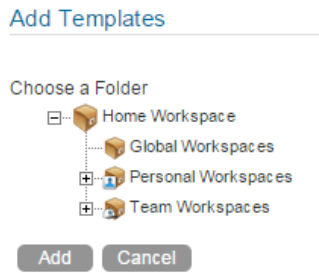 Add Templates
Choose a Folder
Home Workspace
Global Workspaces
Personal Workspaces
Team Workspaces
Add Cancel